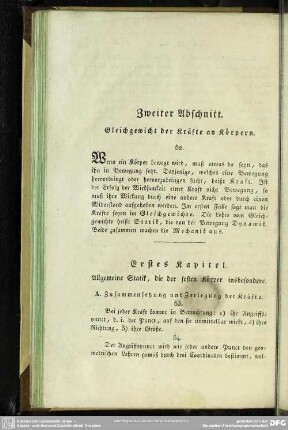 Zweiter Abschnitt.
Gleichgewicht der Kräfte an Körpern.
Wenn ein Körper bewegt wird, muß etwas da seyn, das
ihn in Bewegung setzt. Dasjenige, welches eine Bewegung
hervorbringt oder hervorzubringen sucht, heißt Kraft. Ist
der Erfolg der Wirksamkeit einer Kraft nicht Bewegung, so
muß ihre Wirkung durch eine andere Kraft oder durch einen
Widerstand aufgehoben werden. Im ersten Falle sagt man die
Kräfte seyen im Gleichgewichte. Die Lehre vom Gleich-
gewichte heißt Statik, die von der Bewegung Dynamik.
Beide zusammen machen die Mechanik aus.
Erstes Kapitel.
Allgemeine Statik, die der festen Körper insbesondere.
A. Zusammensetzung und Zerlegung der Kräfte.
63.
Bei jeder Kraft kommt in Betrachtung: 1) ihr Angriffs-
punct, d. i. der Punct, auf den sie unmittelbar wirkt, 2) ihre
Richtung, 3) ihre Größe.
64.
Der Angriffspunct wird wie jeder andere Punct den geo-
metrischen Lehren gemäß durch drei Coordinaten bestimmt, wel-